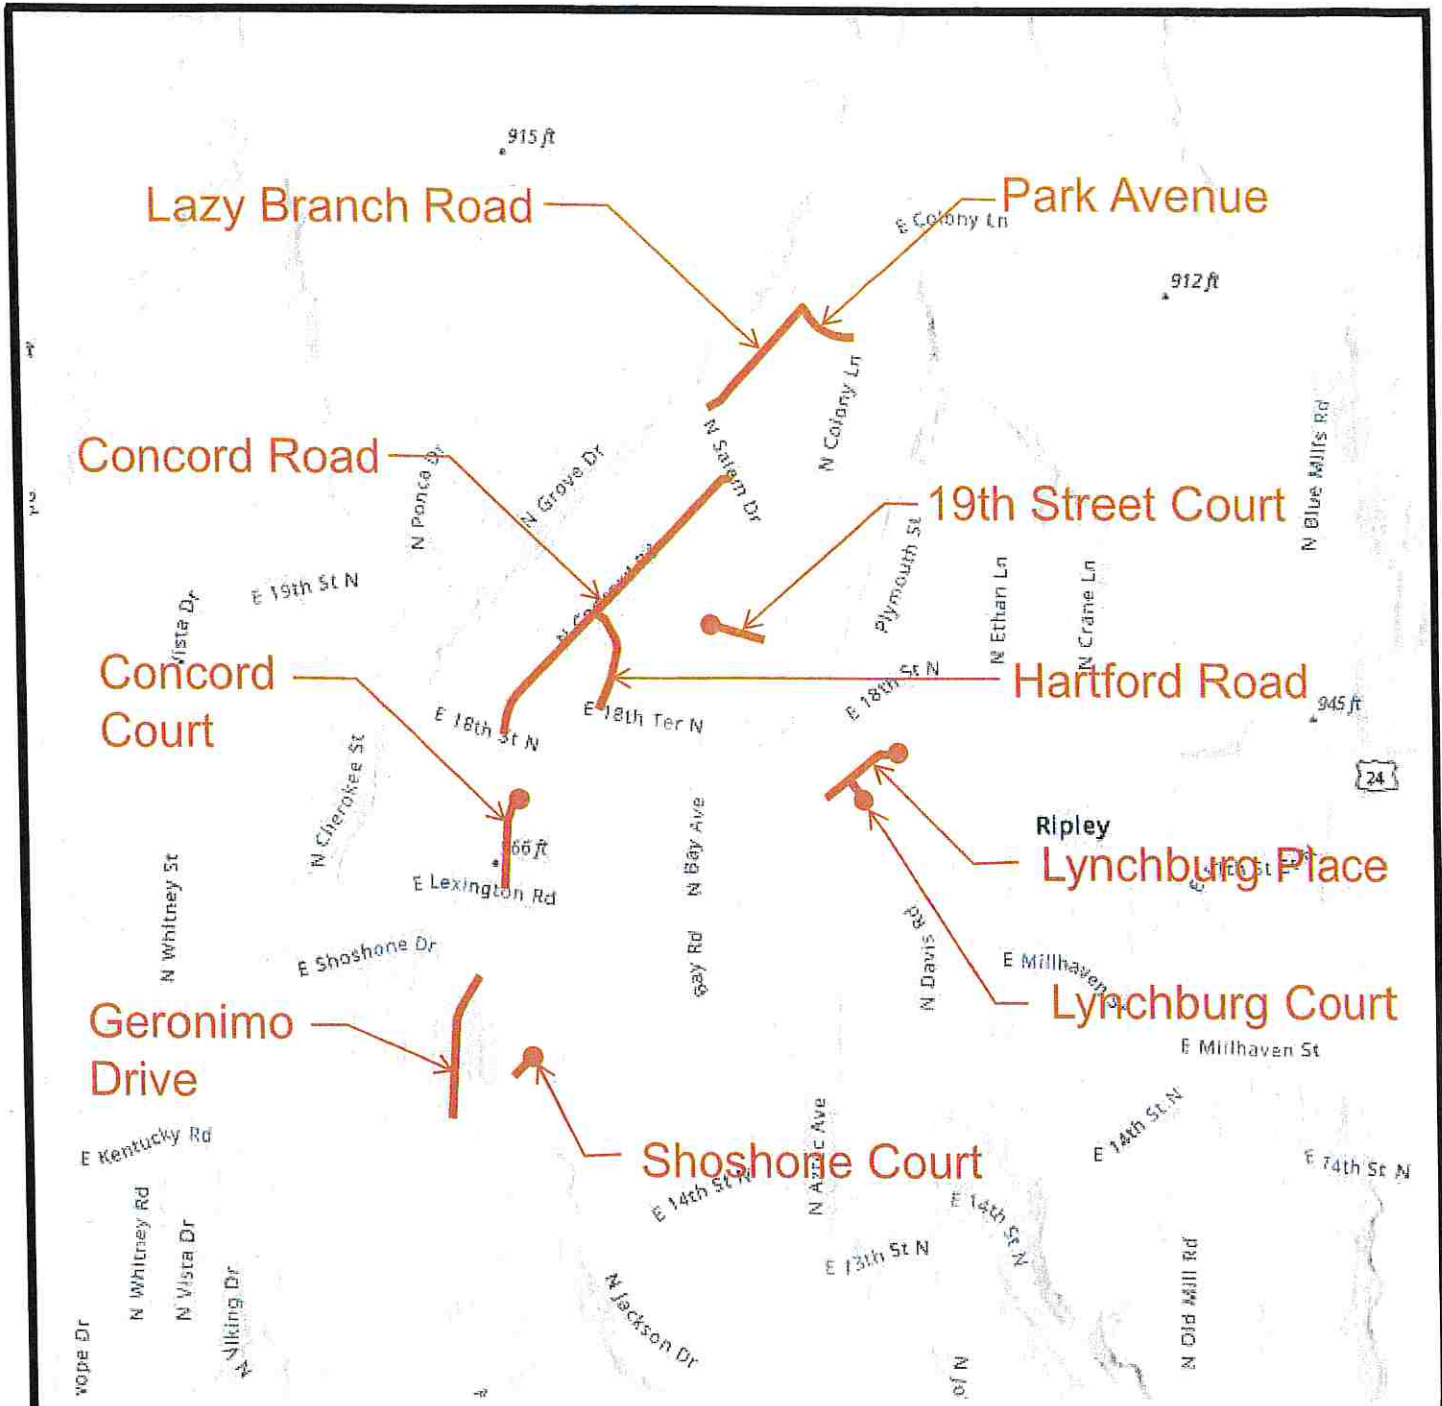 915 ft
Lazy Branch Road
Park Avenue
E Colony Ln
912 ft
N Colony Ln
N Salem Dr
Concord Road
N Ponca Dr
N Grove Dr
19th Street Court
N Blue Mills Rd
Plymouth St
E 19th St N
Vista Dr
N Ethan Ln
N Crane Ln
Concord
Court
Hartford Road
E 18th St N
945 ft
E 18th St N
E 18th Ter N
24
N Cherokee St
N Bay Ave
Ripley
66 ft
Lynchburg Place
E Lexington Rd
N Whitney St
E Shoshone Dr
Bay Rd
N Davis Rd
E Millhaven St
Lynchburg Court
Geronimo
Drive
E Millhaven St
E Kentucky Rd
Shoshone Court
N Aztec Ave
E 14th St N
E 14th St N
E 14th St N
E 14th St N
E 13th St N
N Whitney Rd
N Vista Dr
N Viking Dr
N Jackson Dr
N Old Mill Rd